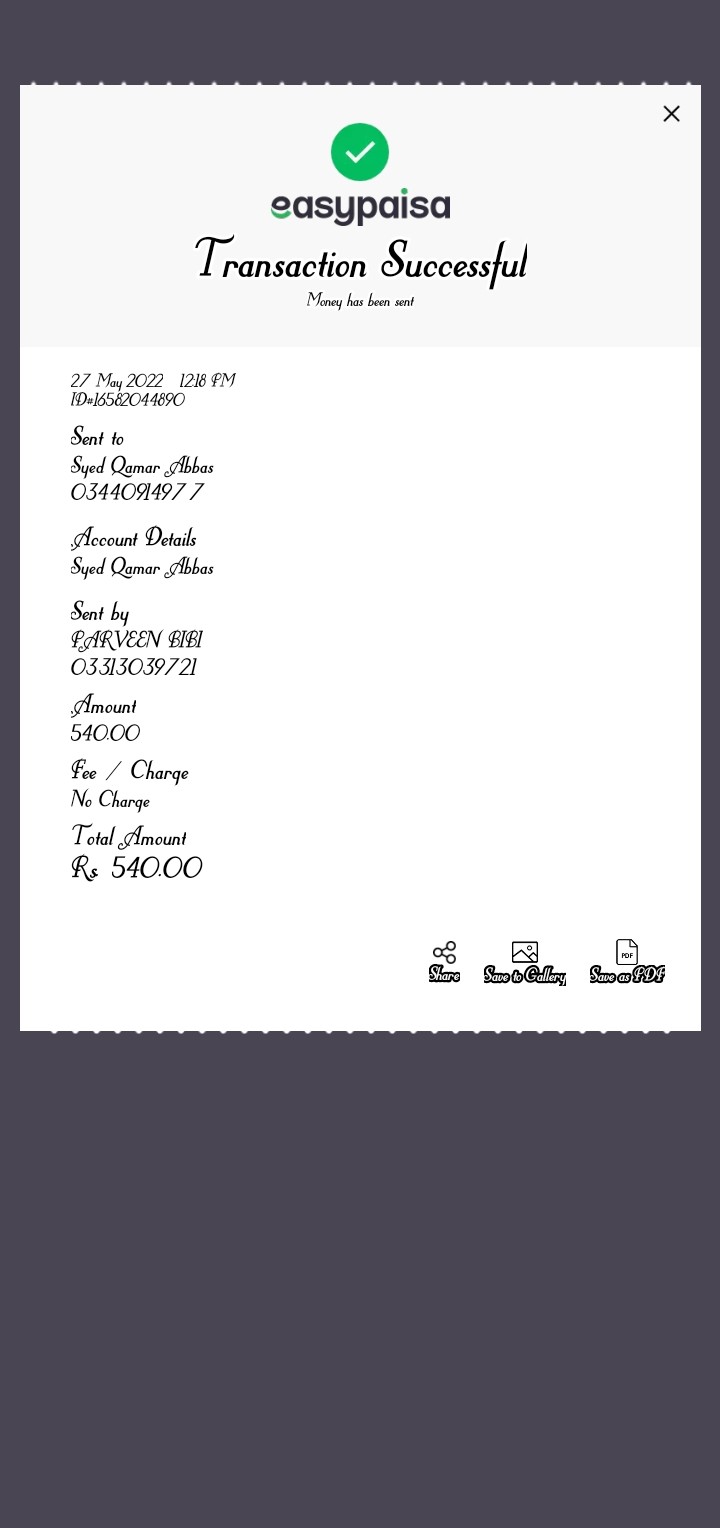 easypaisa
Transaction Successful
Money has been sent
27 May 2022 12:18 PM
ID#16582044890
Sent to
Syed Qamar Abbas
03440914977
Account Details
Syed Qamar Abbas
Sent by
PARVEEN BIBI
03313039721
Amount
540.00
Fee / Charge
No Charge
Total Amount
Rs. 540.00
PDF
Share Save to Gallery Save as PDF